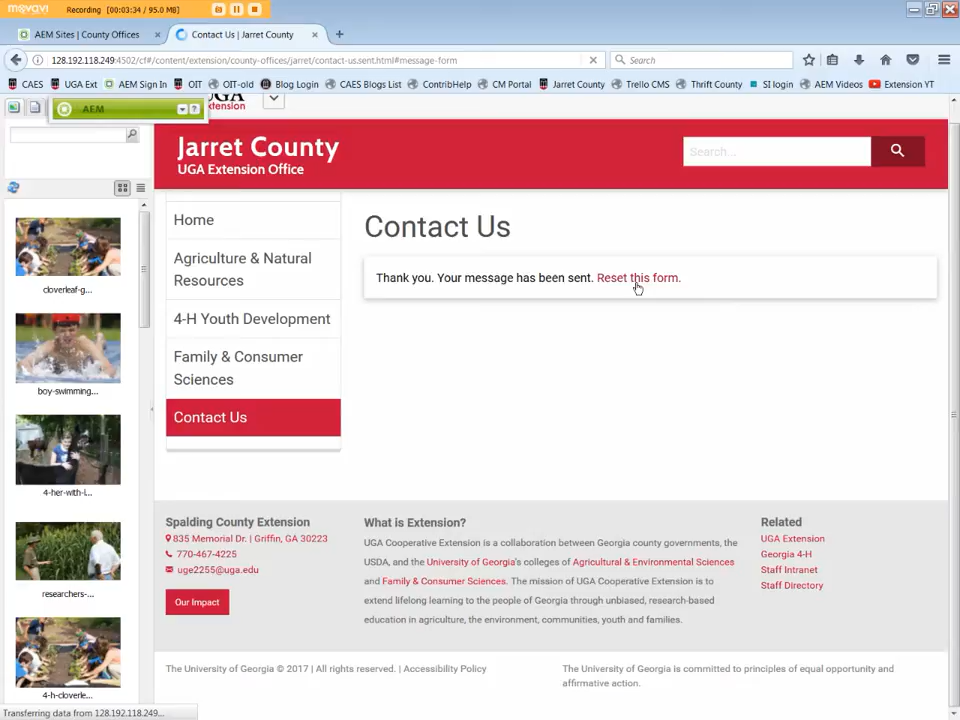 movavi
Recording [00:03:34 / 95.0 MB]
AEM Sites | County Offices
Contact Us | Jarret County
128.192.118.249:4502/cf#/content/extension/county-offices/jarret/contact-us.sent.html#message-form
Search
CAES
UGA Ext
AEM Sign In
OIT
OIT-old
Blog Login
CAES Blogs List
ContribHelp
CM Portal
Jarret County
Trello CMS
Thrift County
SI login
AEM Videos
Extension YT
AEM
?
UGA
Extension
Jarret County
UGA Extension Office
Search...
cloverleaf-g...
boy-swimming...
4-her-with-l...
researchers-...
4-h-cloverle...
Home
Agriculture & Natural
Resources
4-H Youth Development
Family & Consumer
Sciences
Contact Us
Contact Us
Thank you. Your message has been sent. Reset this form.
Spalding County Extension
835 Memorial Dr. | Griffin, GA 30223
770-467-4225
uge2255@uga.edu
Our Impact
What is Extension?
UGA Cooperative Extension is a collaboration between Georgia county governments, the
USDA, and the University of Georgia's colleges of Agricultural & Environmental Sciences
and Family & Consumer Sciences. The mission of UGA Cooperative Extension is to
extend lifelong learning to the people of Georgia through unbiased, research-based
education in agriculture, the environment, communities, youth and families.
Related
UGA Extension
Georgia 4-H
Staff Intranet
Staff Directory
The University of Georgia © 2017 | All rights reserved. | Accessibility Policy
The University of Georgia is committed to principles of equal opportunity and
affirmative action.
Transferring data from 128.192.118.249...